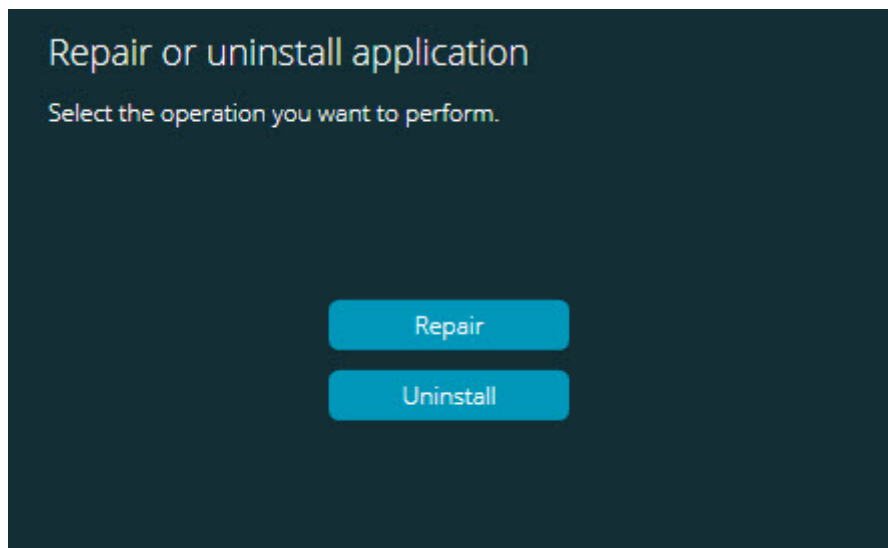 Repair or uninstall application
Select the operation you want to perform.
Repair
Uninstall